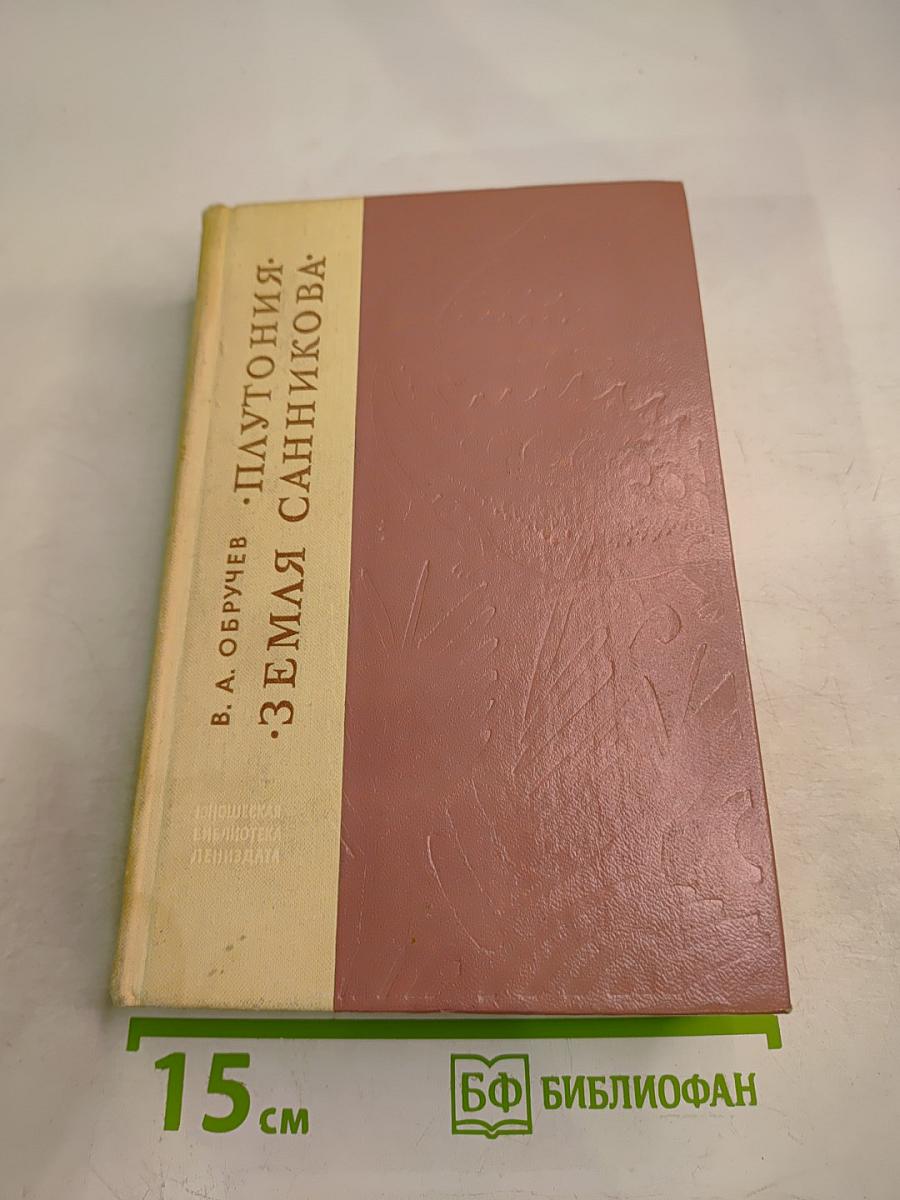 В. А. ОБРУЧЕВ
·ПЛУТОНИЯ·
·ЗЕМЛЯ САННИКОВА·
ЮНОШЕСКАЯ
БИБЛИОТЕКА
ЛЕНИЗДАТА
15 см
БФ БИБЛИОФАН